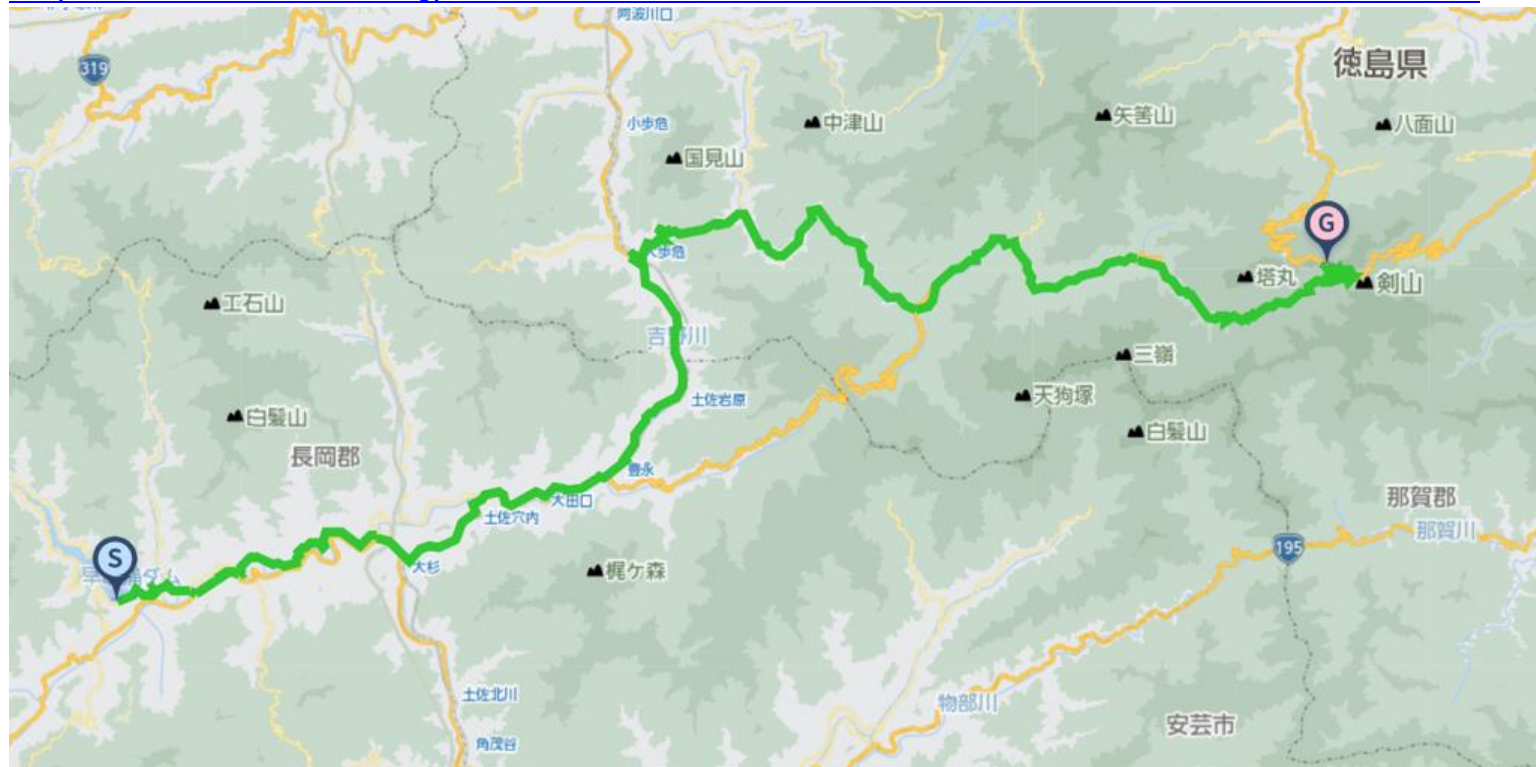 阿波川口
徳島県
319
小歩危
中津山
矢筈山
八面山
国見山
G
大歩危
塔丸
剣山
工石山
吉野川
三嶺
土佐岩原
天狗塚
白髪山
白髪山
長岡郡
豊永
大田口
那賀郡
土佐穴内
那賀川
195
S
大杉
梶ケ森
土佐北川
物部川
安芸市
角茂谷